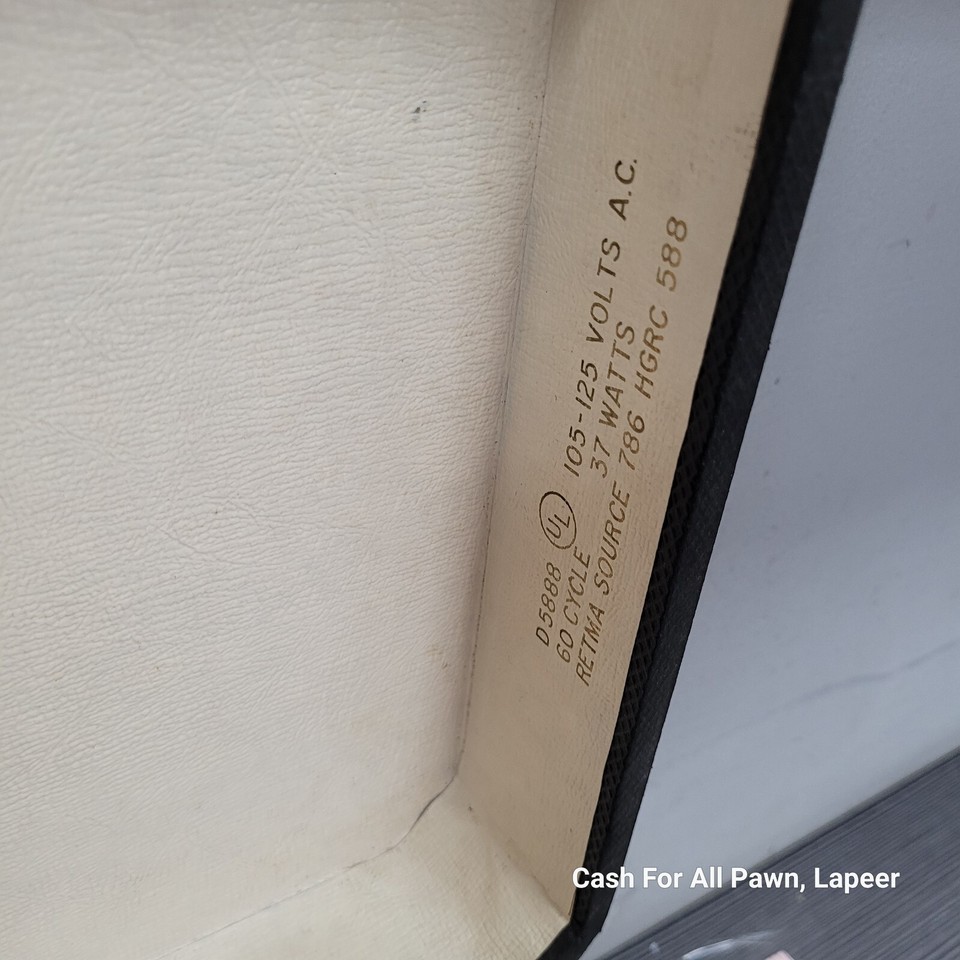 D5888 UL 105-125 VOLTS A.C.
60 CYCLE 37 WATTS
RETMA SOURCE 786 HGRC 588
Cash For All Pawn, Lapeer